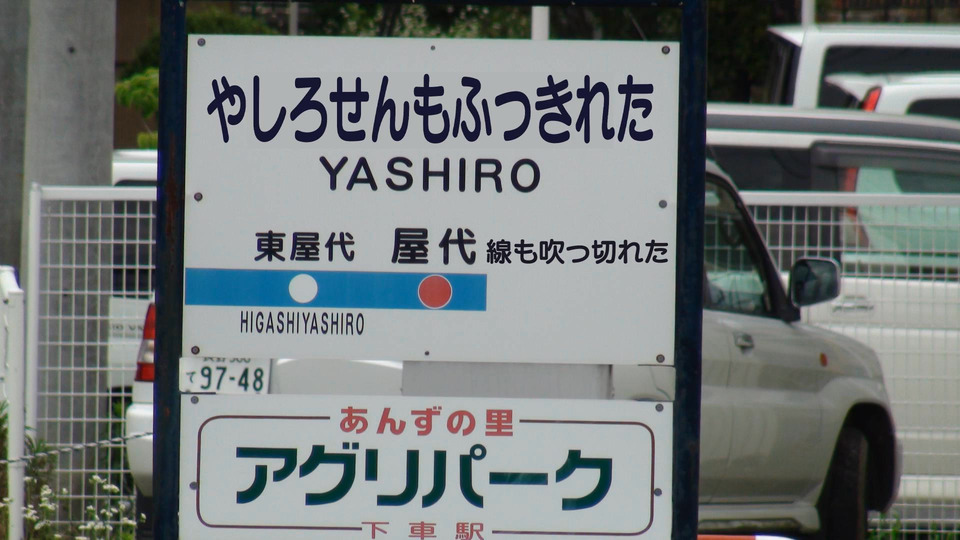 やしろせんもふっきれた
YASHIRO
東屋代 屋代 線も吹っ切れた
HIGASHIYASHIRO
て 97-48
あんずの里
アグリパーク
下車駅